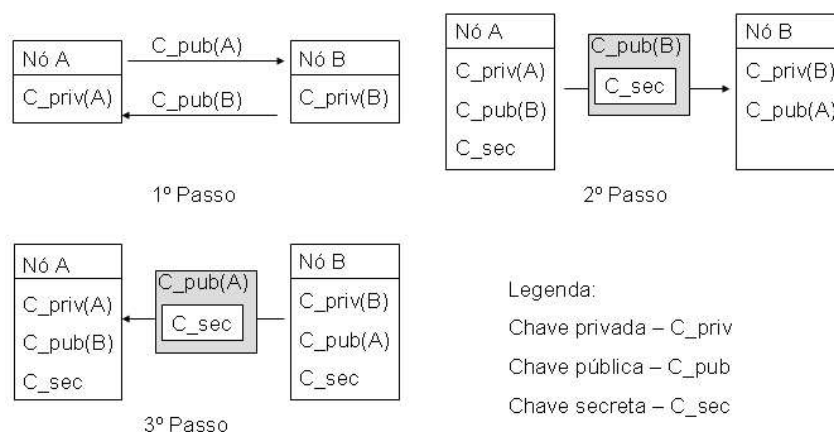 Nó A
C_priv(A)
C_pub(A)
C_pub(B)
Nó B
C_priv(B)
1º Passo
Nó A
C_priv(A)
C_pub(B)
C_sec
C_pub(B)
C_sec
Nó B
C_priv(B)
C_pub(A)
2º Passo
Nó A
C_priv(A)
C_pub(B)
C_sec
C_pub(A)
C_sec
Nó B
C_priv(B)
C_pub(A)
C_sec
3º Passo
Legenda:
Chave privada – C_priv
Chave pública – C_pub
Chave secreta – C_sec